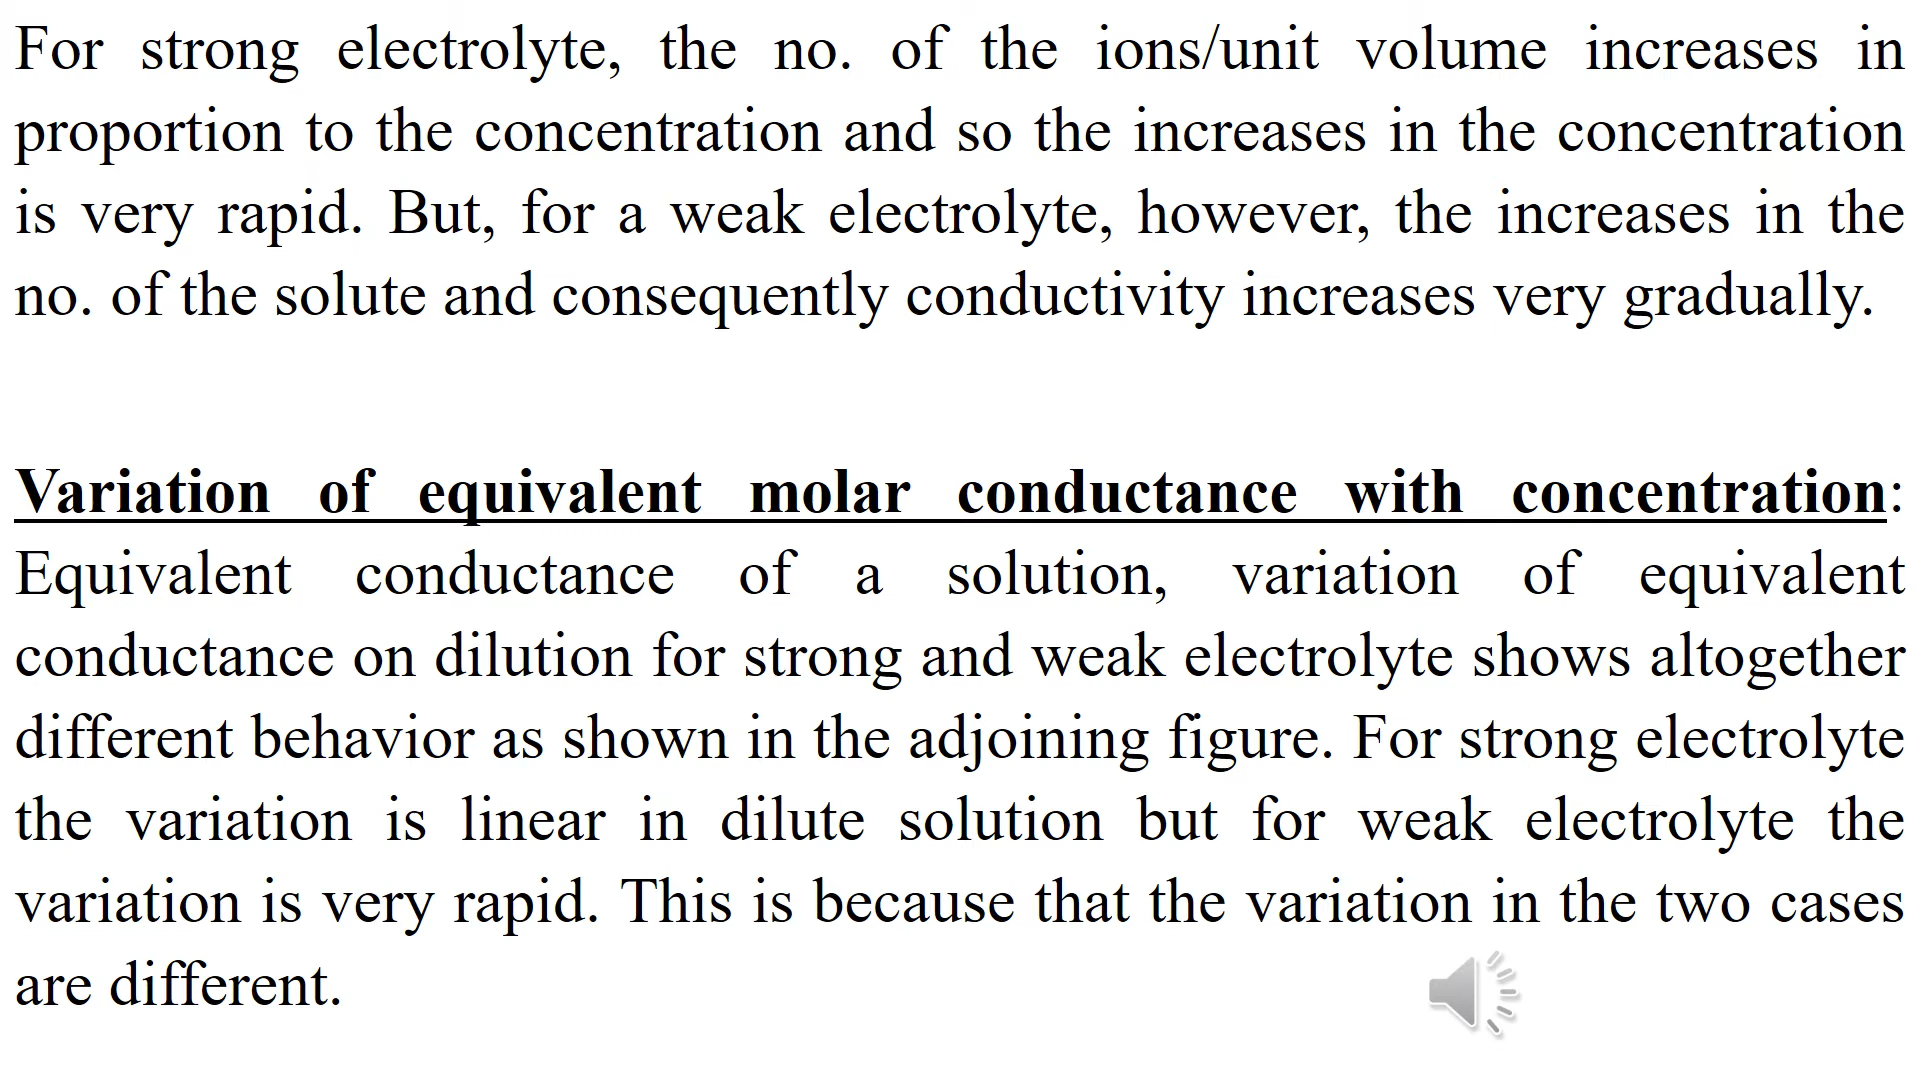 For strong electrolyte, the no. of the ions/unit volume increases in
proportion to the concentration and so the increases in the concentration
is very rapid. But, for a weak electrolyte, however, the increases in the
no. of the solute and consequently conductivity increases very gradually.
Variation of equivalent molar conductance with concentration:
Equivalent conductance of a solution, variation of equivalent
conductance on dilution for strong and weak electrolyte shows altogether
different behavior as shown in the adjoining figure. For strong electrolyte
the variation is linear in dilute solution but for weak electrolyte the
variation is very rapid. This is because that the variation in the two cases
are different.